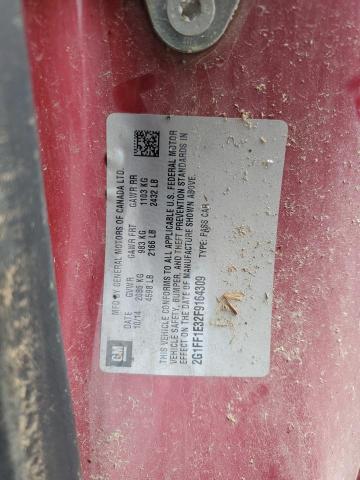 MFD BY GENERAL MOTORS OF CANADA LTD.
DATE GVWR GAWR FRT GAWR RR
10/14 2086 KG 983 KG 1103 KG
4598 LB 2166 LB 2432 LB
THIS VEHICLE CONFORMS TO ALL APPLICABLE U.S. FEDERAL MOTOR
VEHICLE SAFETY, BUMPER, AND THEFT PREVENTION STANDARDS IN
EFFECT ON THE DATE OF MANUFACTURE SHOWN ABOVE.
2G1FF1E32F9164309 TYPE: PASS CAR
GM